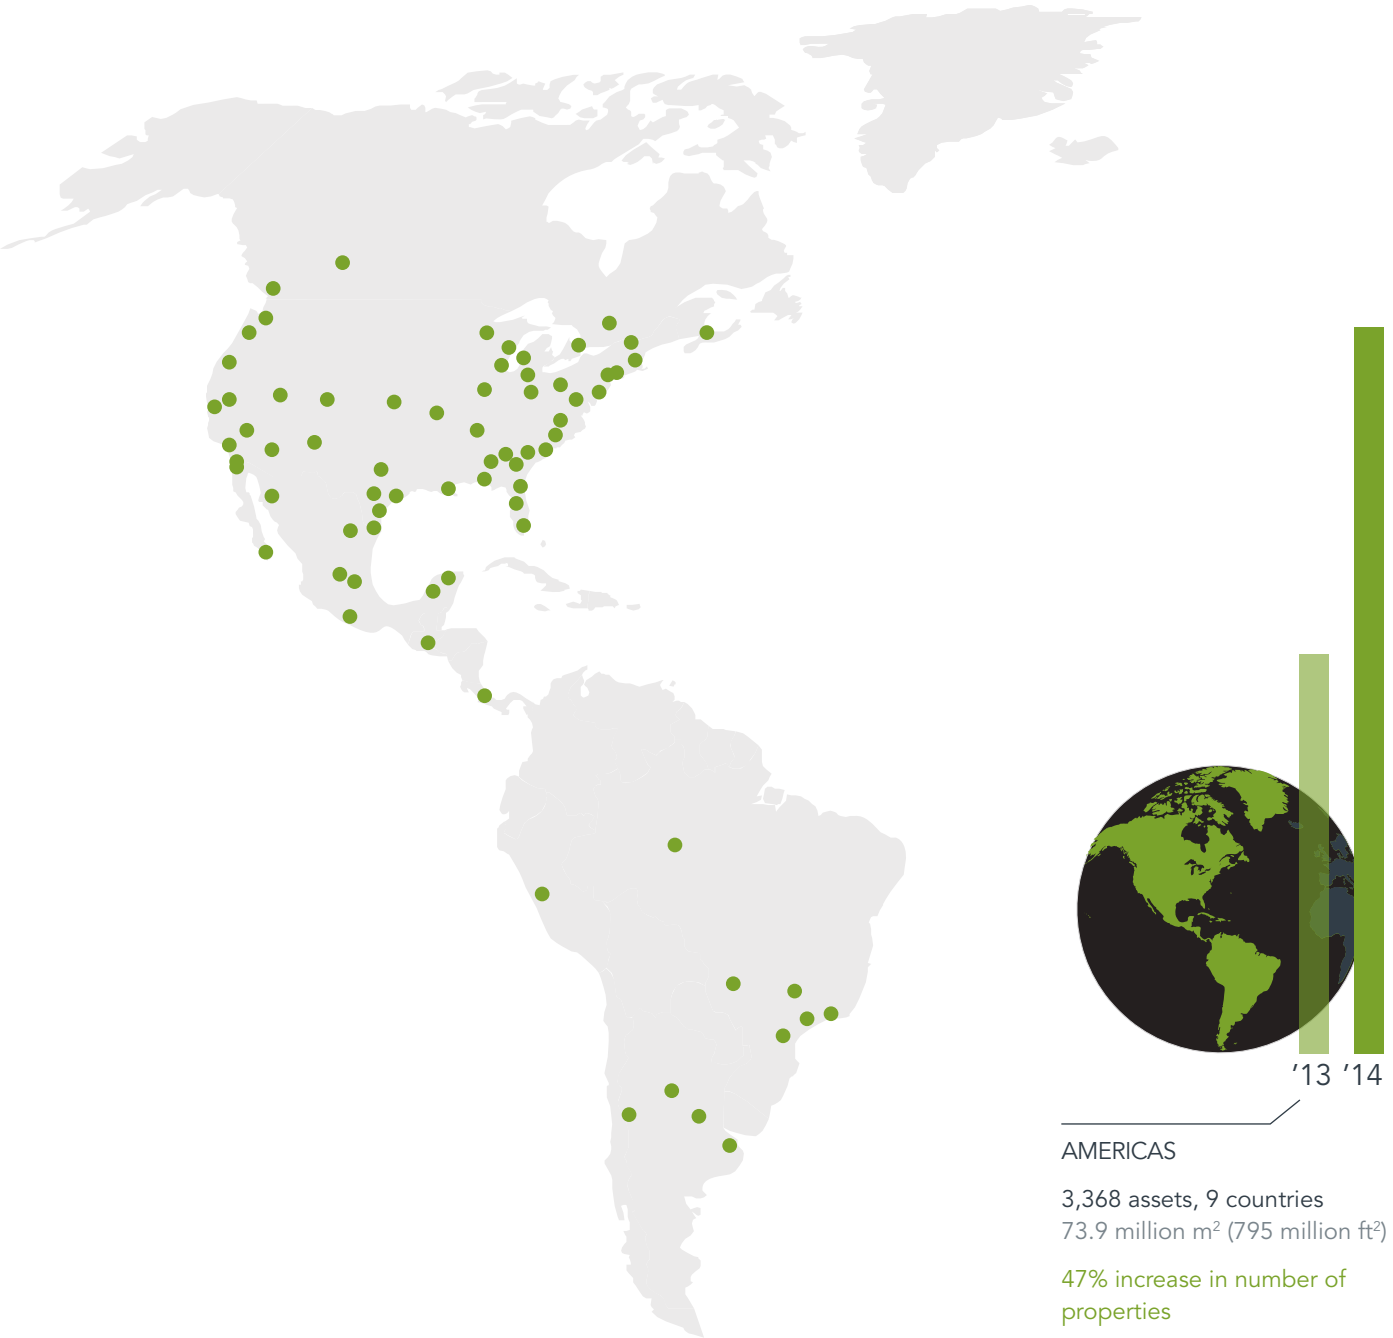 ’13 ’14
AMERICAS
3,368 assets, 9 countries
73.9 million m² (795 million ft²)
47% increase in number of
properties